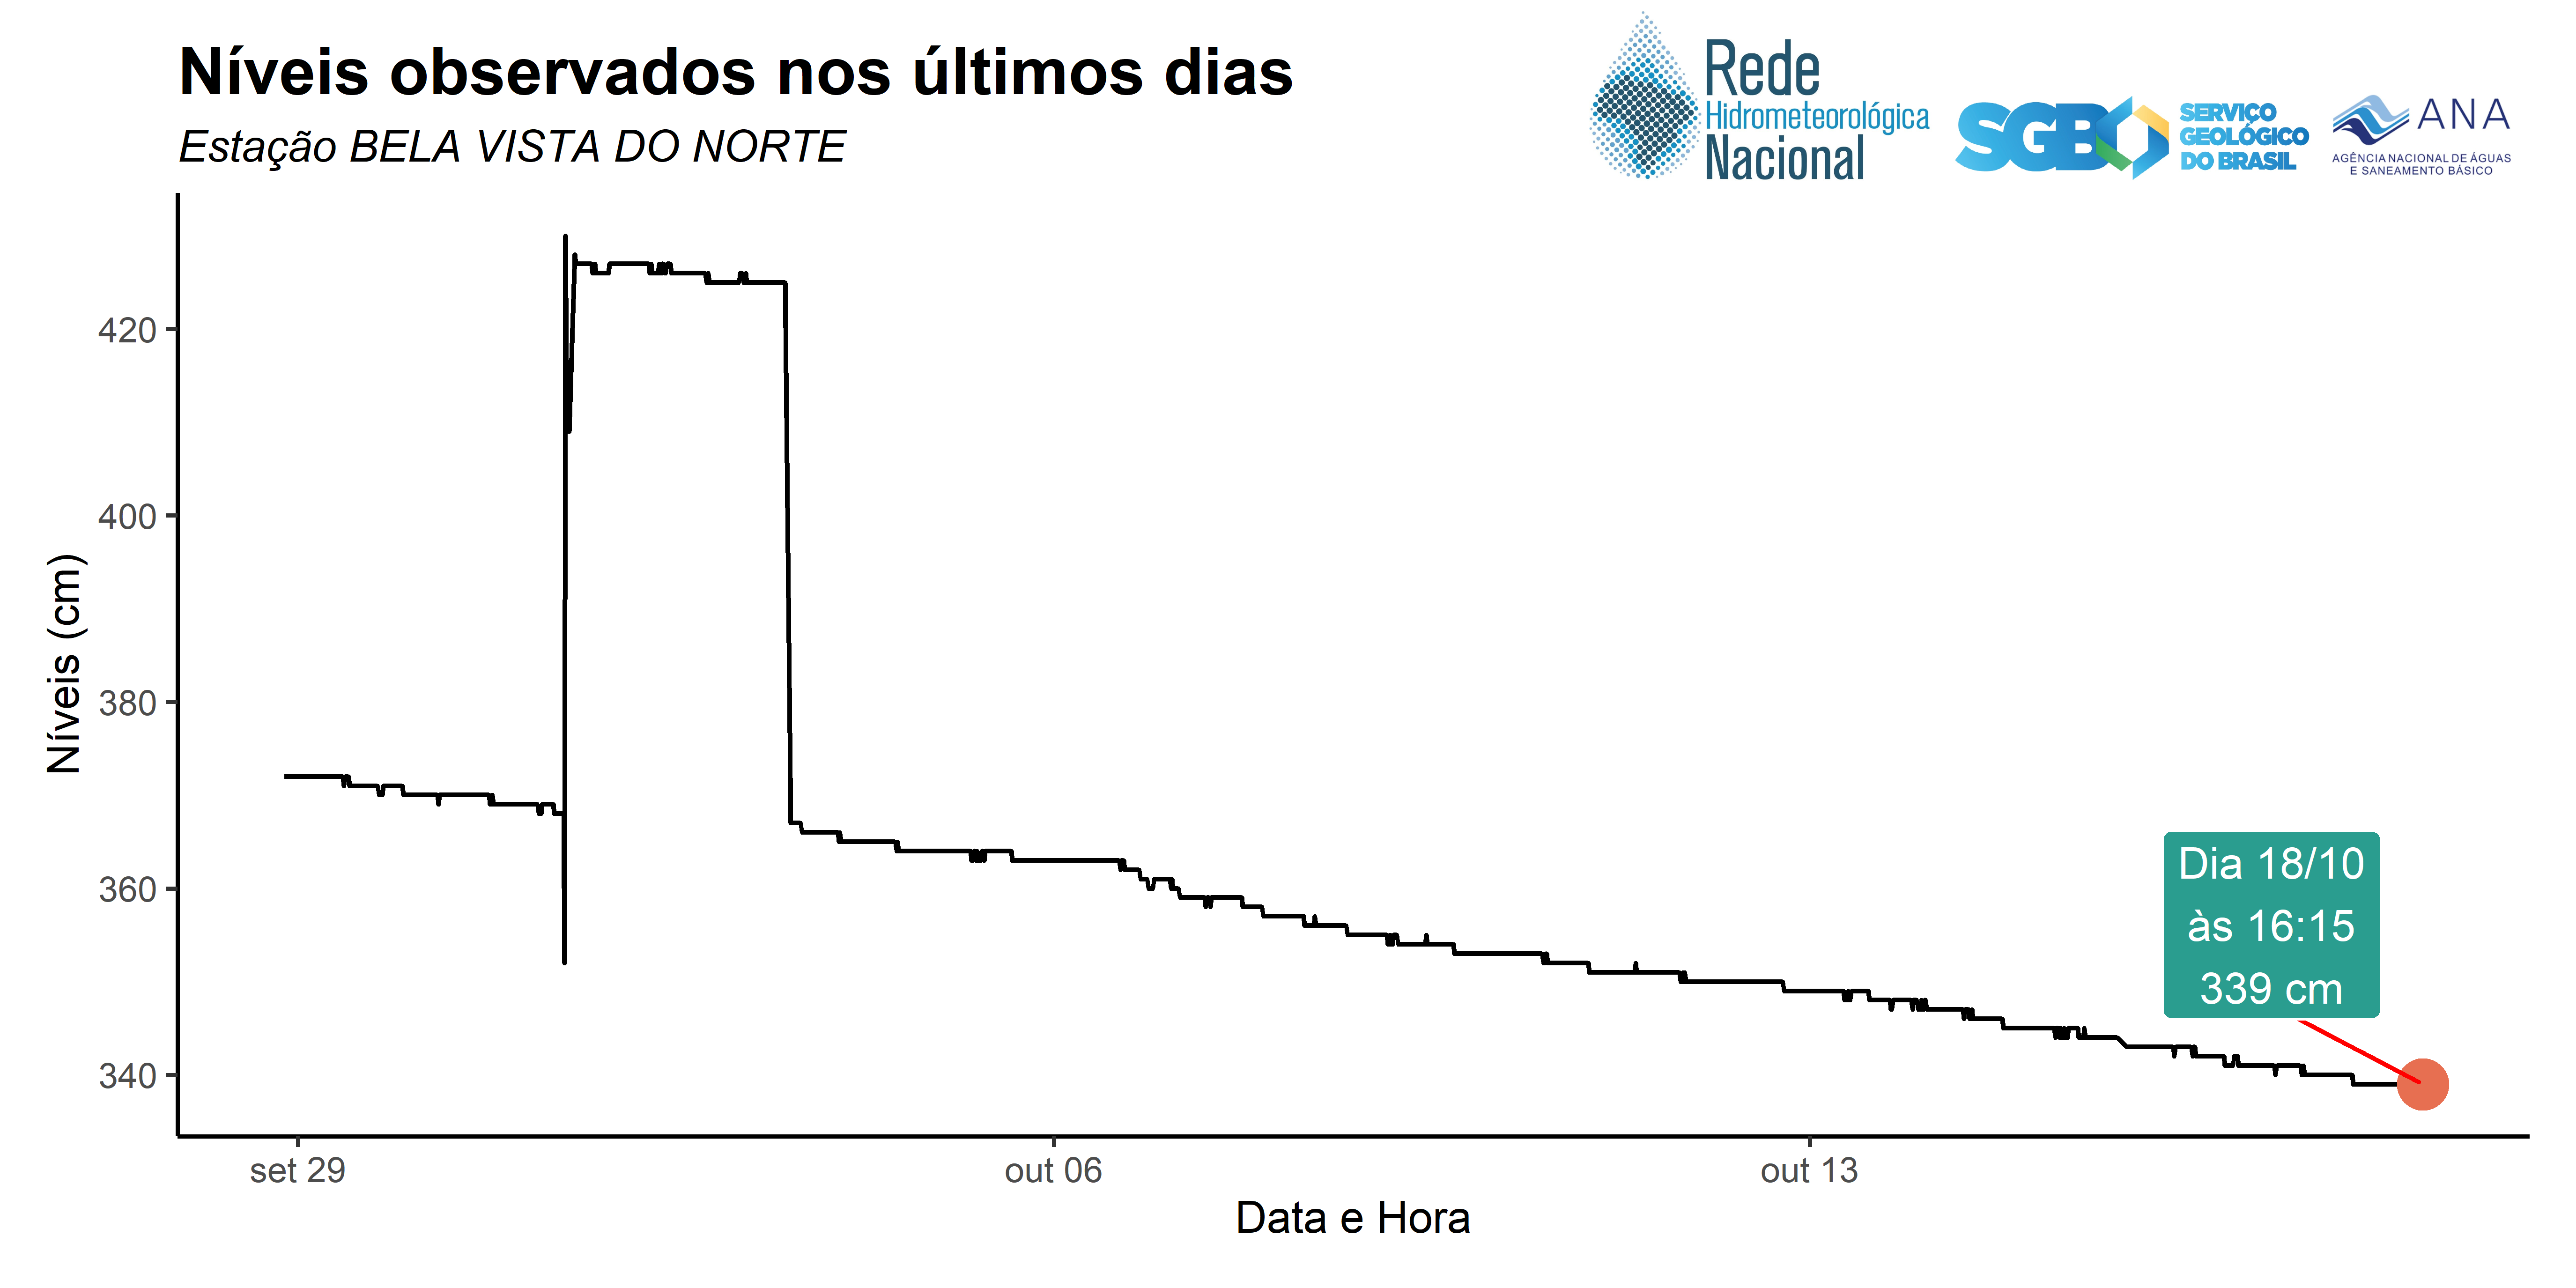 Níveis observados nos últimos dias
Estação BELA VISTA DO NORTE
Rede
Hidrometeorológica
Nacional
SGB
SERVIÇO
GEOLÓGICO
DO BRASIL
ANA
AGÊNCIA NACIONAL DE ÁGUAS
E SANEAMENTO BÁSICO
Níveis (cm)
420
400
380
360
340
Dia 18/10
às 16:15
339 cm
set 29
out 06
out 13
Data e Hora